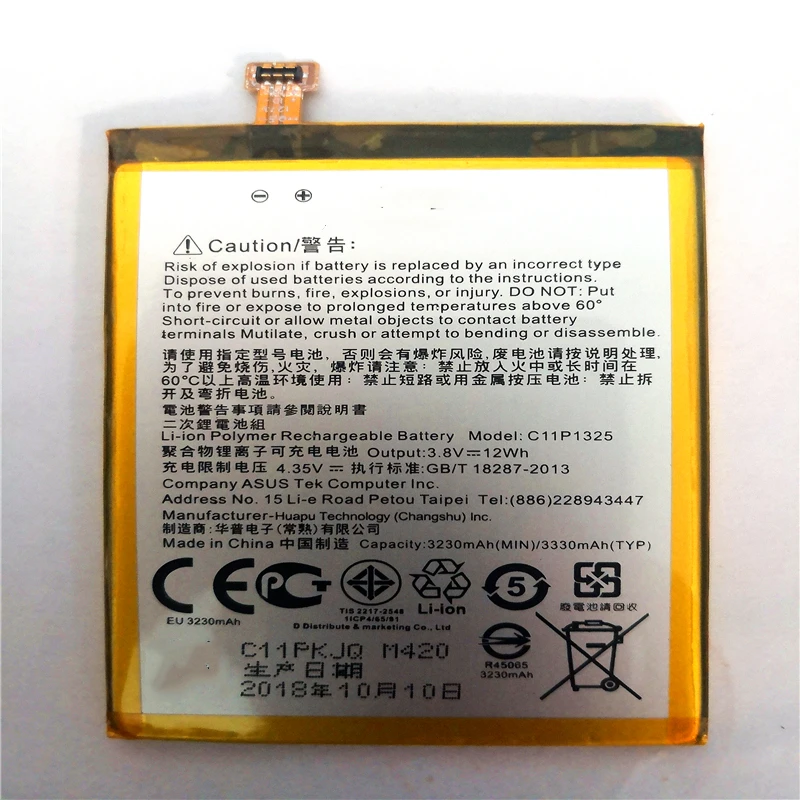 ⚠ Caution/警告:
Risk of explosion if battery is replaced by an incorrect type
Dispose of used batteries according to the instructions.
To prevent burns, fire, explosions, or injury. DO NOT: Put
into fire or expose to prolonged temperatures above 60°
Short-circuit or allow metal objects to contact battery
terminals Mutilate, crush or attempt to bending or disassemble.
请使用指定型号电池，否则会有爆炸风险,废电池请按说明处理,
为了避免烧伤,火灾，爆炸请注意：禁止放入火中或长时间在
60℃以上高温环境使用：禁止短路或用金属按压电池：禁止拆
开及弯折电池。
電池警告事項請參閱說明書
二次鋰電池組
Li-ion Polymer Rechargeable Battery Model: C11P1325
聚合物锂离子可充电电池 3.8V⎓12Wh
充电限制电压 4.35V⎓ 执行标准:GB/T 18287-2013
Company ASUS Tek Computer Inc.
Address No. 15 Li-e Road Petou Taipei Tel:(886)228943447
Manufacturer-Huapu Technology (Changshu) Inc.
制造商:华普电子(常熟)有限公司
Made in China 中国制造 Capacity:3230mAh(MIN)/3330mAh(TYP)
EU 3230mAh
TIS 2217-2548
1ICP4/65/81
D Distribute & marketing Co., Ltd
Li-ion
5
廢電池請回收
R45065
3230mAh
C11PKJQ M420
生产日期
2018年10月10日